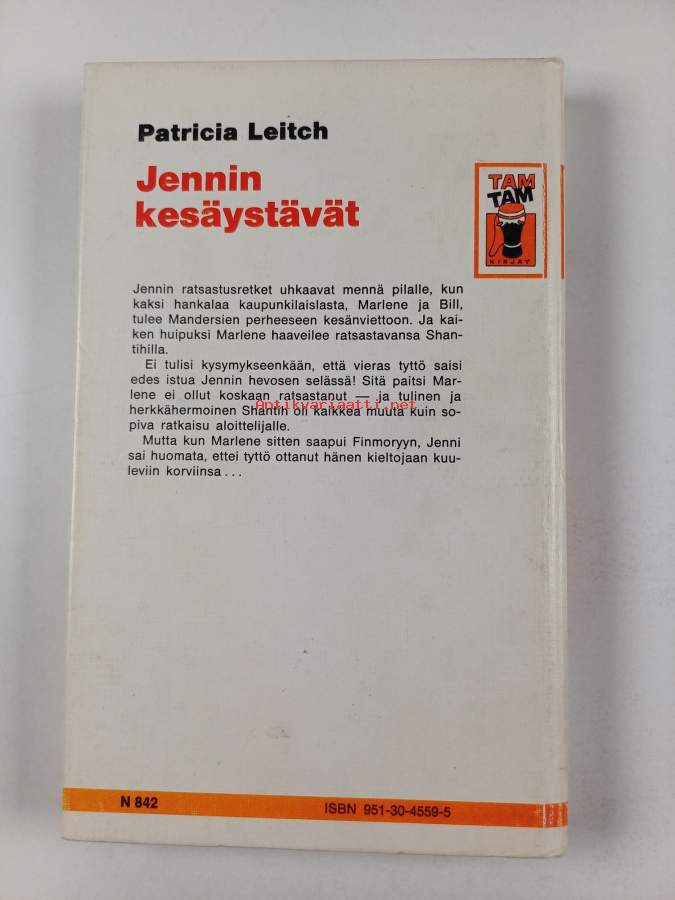 Patricia Leitch
Jennin
kesäystävät
TAM
TAM
KIRJAT
Jennin ratsastusretket uhkaavat mennä pilalle, kun
kaksi hankalaa kaupunkilaislasta, Marlene ja Bill,
tulee Mandersien perheeseen kesänviettoon. Ja kai-
ken huipuksi Marlene haaveilee ratsastavansa Shan-
tihilla.
Ei tulisi kysymykseenkään, että vieras tyttö saisi
edes istua Jennin hevosen selässä! Sitä paitsi Mar-
lene ei ollut koskaan ratsastanut — ja tulinen ja
Antikvariaatti.net
herkkähermoinen Shantih oli kaikkea muuta kuin so-
piva ratkaisu aloittelijalle.
Mutta kun Marlene sitten saapui Finmoryyn, Jenni
sai huomata, ettei tyttö ottanut hänen kieltojaan kuu-
leviin korviinsa...
N 842
ISBN 951-30-4559-5